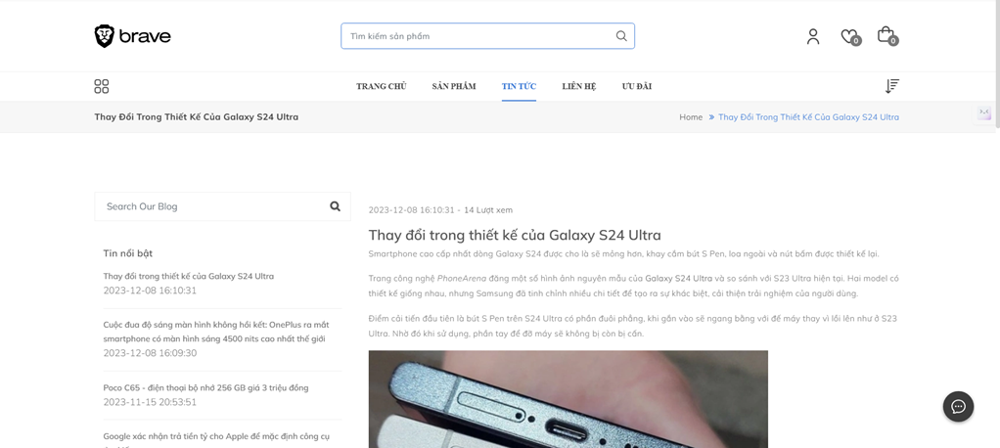 brave
Tìm kiếm sản phẩm
0
0
TRANG CHỦ
SẢN PHẨM
TIN TỨC
LIÊN HỆ
ƯU ĐÃI
Thay Đổi Trong Thiết Kế Của Galaxy S24 Ultra
Home » Thay Đổi Trong Thiết Kế Của Galaxy S24 Ultra
Search Our Blog
Tin nổi bật
Thay đổi trong thiết kế của Galaxy S24 Ultra
2023-12-08 16:10:31
Cuộc đua độ sáng màn hình không hồi kết: OnePlus ra mắt
smartphone có màn hình sáng 4500 nits cao nhất thế giới
2023-12-08 16:09:30
Poco C65 - điện thoại bộ nhớ 256 GB giá 3 triệu đồng
2023-11-15 20:53:51
Google xác nhận trả tiền tỷ cho Apple để mặc định công cụ
2023-12-08 16:10:31 - 14 Lượt xem
Thay đổi trong thiết kế của Galaxy S24 Ultra
Smartphone cao cấp nhất dòng Galaxy S24 được cho là sẽ mỏng hơn, khay cắm bút S Pen, loa ngoài và nút bấm được thiết kế lại.
Trang công nghệ PhoneArena đăng một số hình ảnh nguyên mẫu của Galaxy S24 Ultra và so sánh với S23 Ultra hiện tại. Hai model có
thiết kế giống nhau, nhưng Samsung đã tinh chỉnh nhiều chi tiết để tạo ra sự khác biệt, cải thiện trải nghiệm của người dùng.
Điểm cải tiến đầu tiên là bút S Pen trên S24 Ultra có phần đuôi phẳng, khi gắn vào sẽ ngang bằng với đế máy thay vì lồi lên như ở S23
Ultra. Nhờ đó khi sử dụng, phần tay để đỡ máy sẽ không bị còn bị cấn.